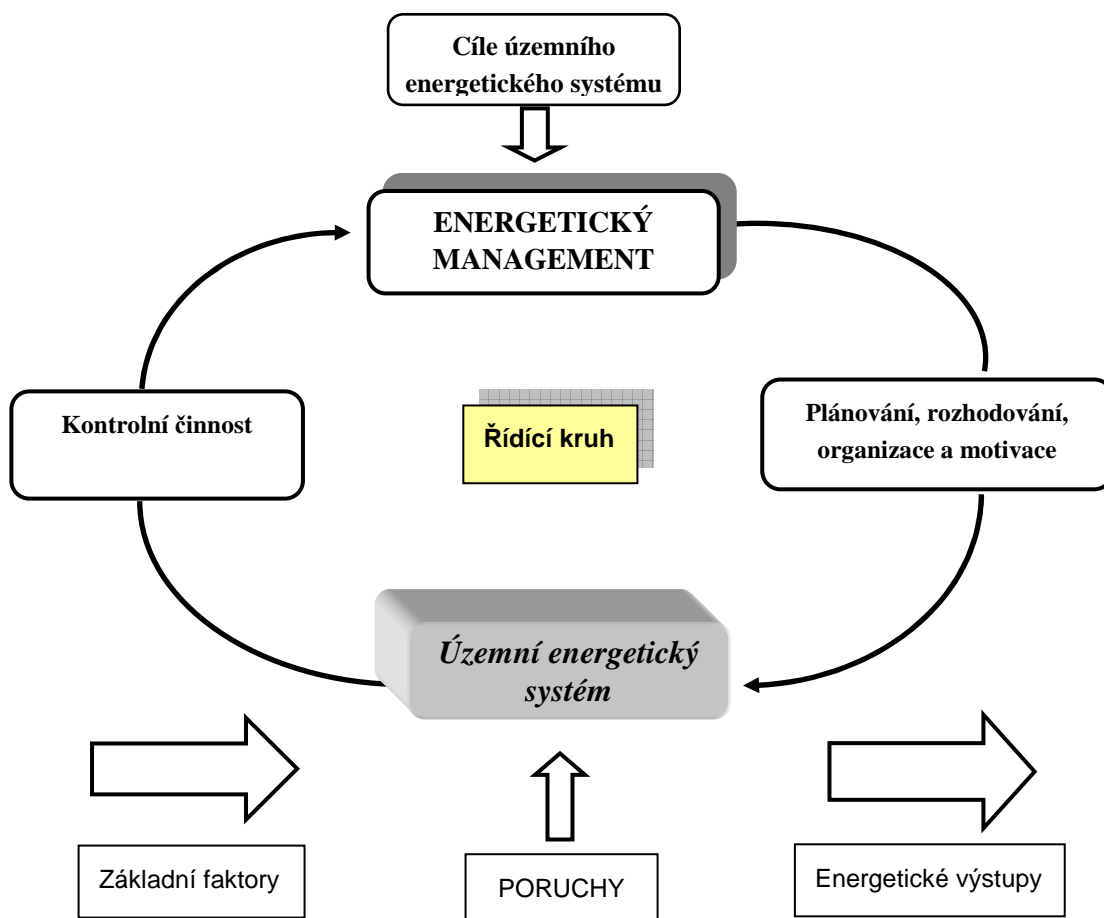 Cíle územního
energetického systému
ENERGETICKÝ
MANAGEMENT
Kontrolní činnost
Řídící kruh
Plánování, rozhodování,
organizace a motivace
Územní energetický
systém
Základní faktory
PORUCHY
Energetické výstupy